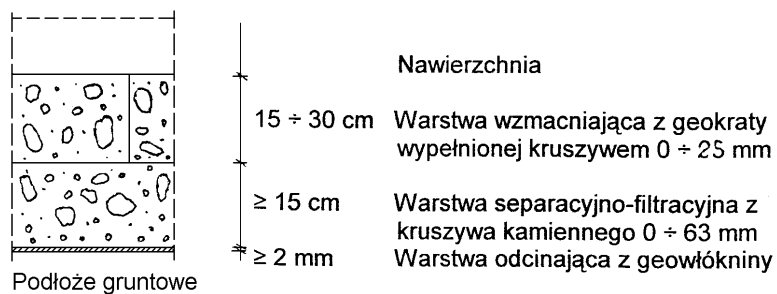 Nawierzchnia
15 ÷ 30 cm Warstwa wzmacniająca z geokraty
wypełnionej kruszywem 0 ÷ 25 mm
≥ 15 cm Warstwa separacyjno-filtracyjna z
kruszywa kamiennego 0 ÷ 63 mm
≥ 2 mm Warstwa odcinająca z geowłókniny
Podłoże gruntowe